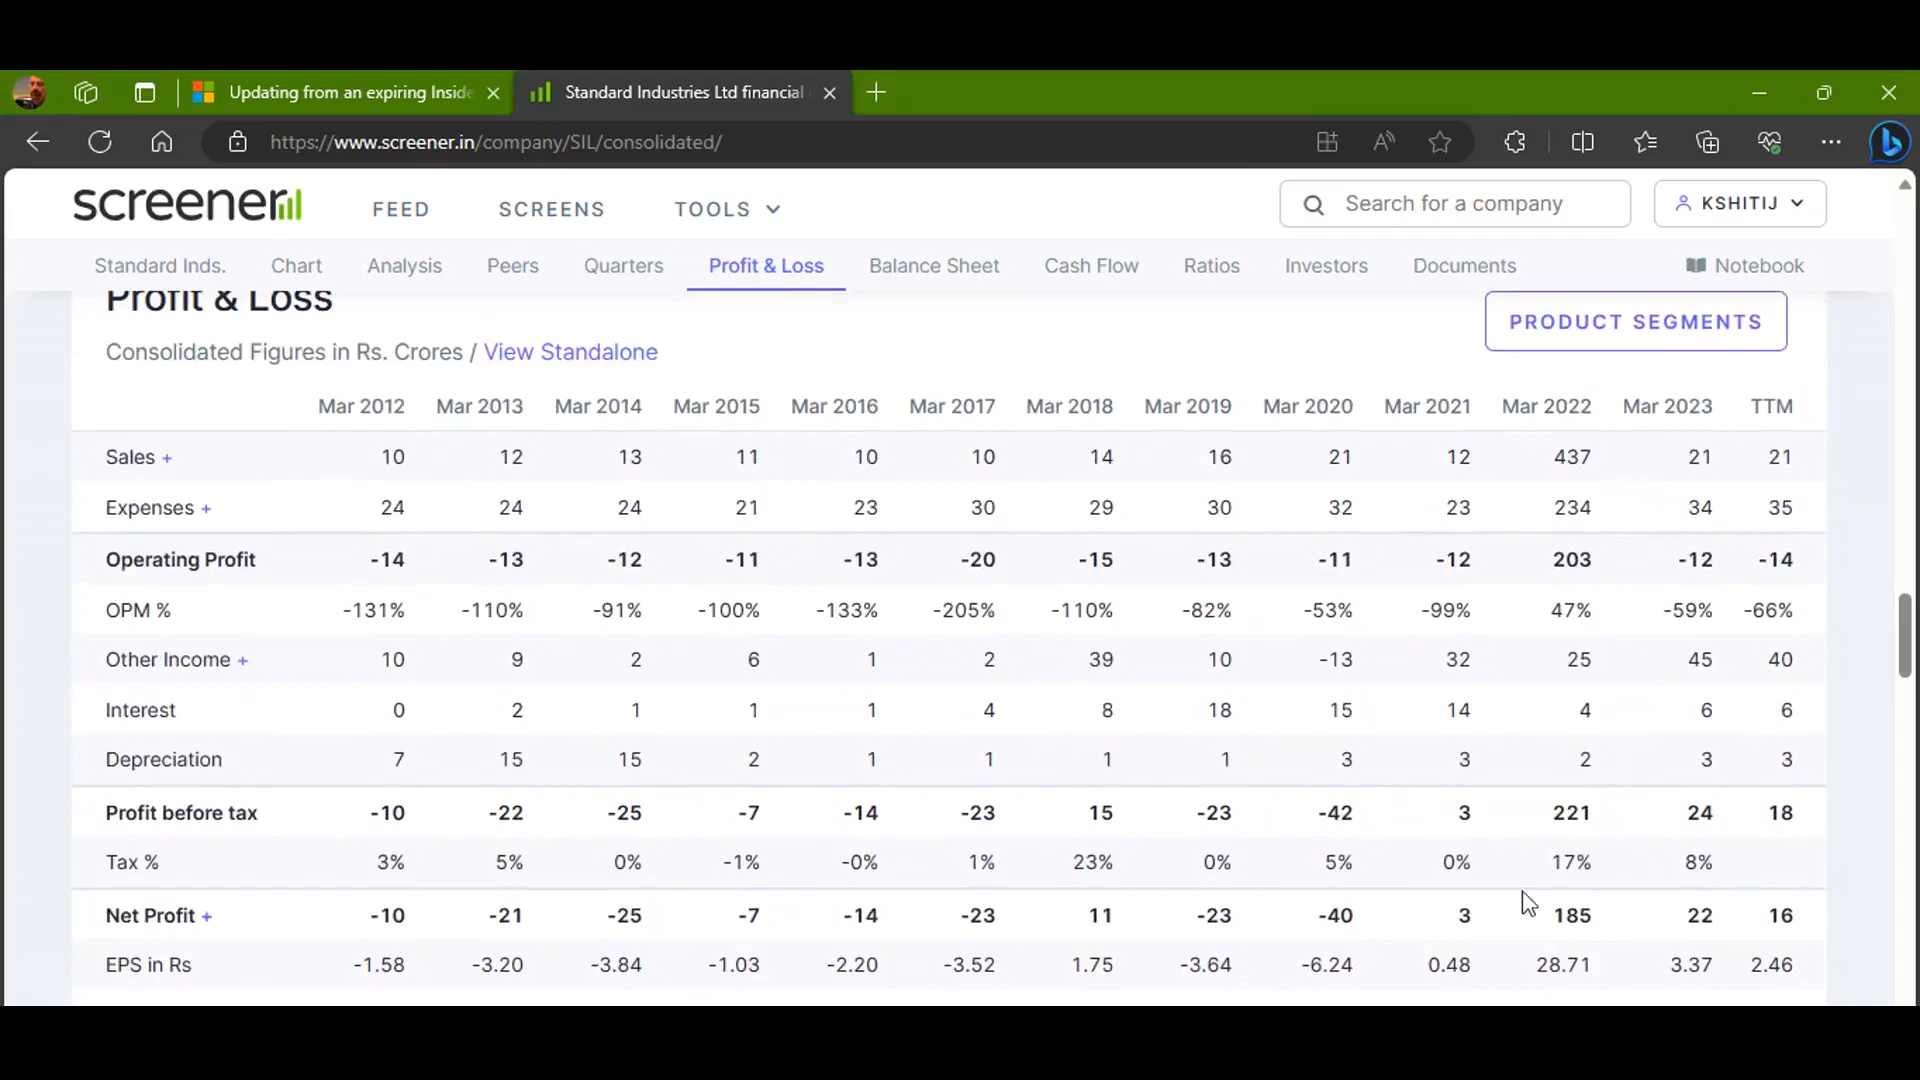 Updating from an expiring Inside
Standard Industries Ltd financial
https://www.screener.in/company/SIL/consolidated/
screener
FEED SCREENS TOOLS
Search for a company
KSHITIJ
Standard Inds. Chart Analysis Peers Quarters Profit & Loss Balance Sheet Cash Flow Ratios Investors Documents Notebook
Profit & Loss
PRODUCT SEGMENTS
Consolidated Figures in Rs. Crores / View Standalone
Mar 2012 Mar 2013 Mar 2014 Mar 2015 Mar 2016 Mar 2017 Mar 2018 Mar 2019 Mar 2020 Mar 2021 Mar 2022 Mar 2023 TTM
Sales + 10 12 13 11 10 10 14 16 21 12 437 21 21
Expenses + 24 24 24 21 23 30 29 30 32 23 234 34 35
Operating Profit -14 -13 -12 -11 -13 -20 -15 -13 -11 -12 203 -12 -14
OPM % -131% -110% -91% -100% -133% -205% -110% -82% -53% -99% 47% -59% -66%
Other Income + 10 9 2 6 1 2 39 10 -13 32 25 45 40
Interest 0 2 1 1 1 4 8 18 15 14 4 6 6
Depreciation 7 15 15 2 1 1 1 1 3 3 2 3 3
Profit before tax -10 -22 -25 -7 -14 -23 15 -23 -42 3 221 24 18
Tax % 3% 5% 0% -1% -0% 1% 23% 0% 5% 0% 17% 8%
Net Profit + -10 -21 -25 -7 -14 -23 11 -23 -40 3 185 22 16
EPS in Rs -1.58 -3.20 -3.84 -1.03 -2.20 -3.52 1.75 -3.64 -6.24 0.48 28.71 3.37 2.46